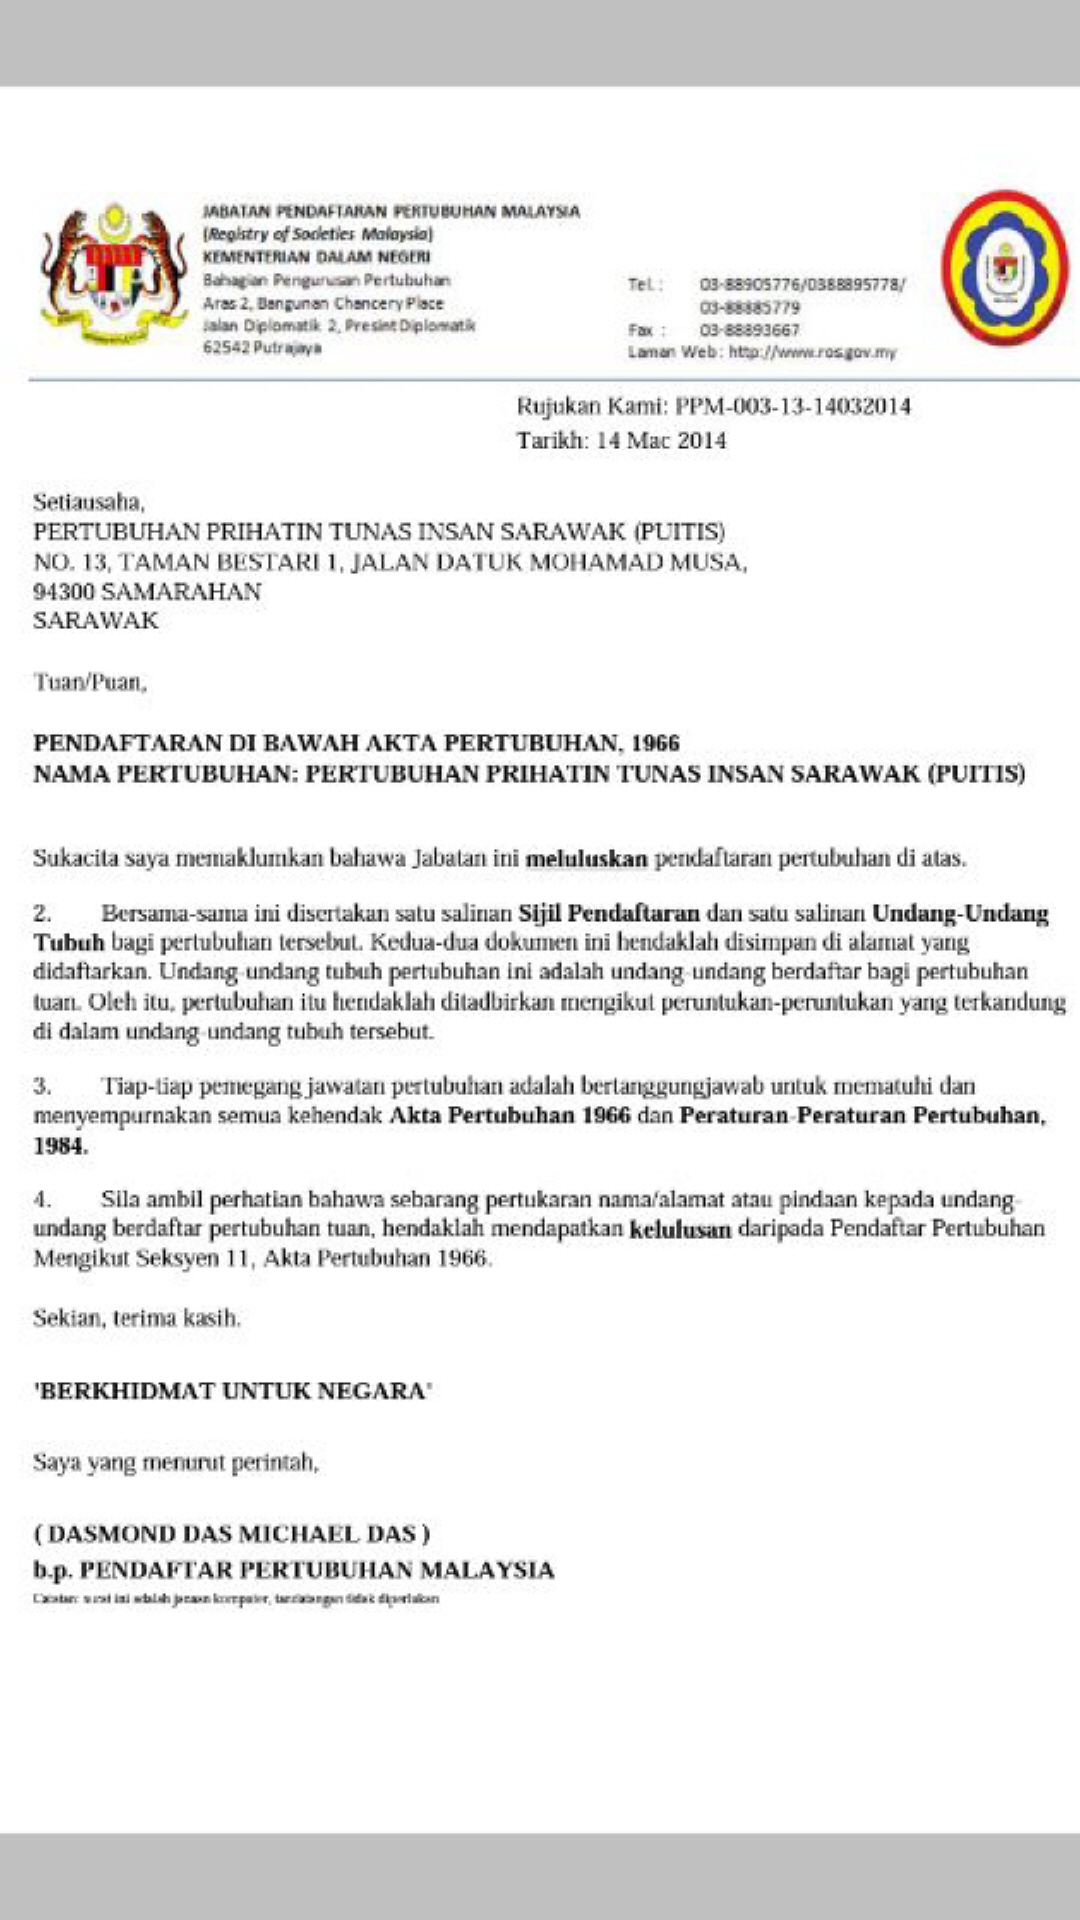 JABATAN PENDAFTARAN PERTUBUHAN MALAYSIA
(Registry of Societies Malaysia)
KEMENTERIAN DALAM NEGERI
Bahagian Pengurusan Pertubuhan
Aras 2, Bangunan Chancery Place
Jalan Diplomatik 2, Presint Diplomatik
62542 Putrajaya
Tel. : 03-88905776/0388895778/
03-88885779
Fax : 03-88893667
Laman Web : http://www.ros.gov.my
Rujukan Kami: PPM-003-13-14032014
Tarikh: 14 Mac 2014
Setiausaha,
PERTUBUHAN PRIHATIN TUNAS INSAN SARAWAK (PUITIS)
NO. 13, TAMAN BESTARI 1, JALAN DATUK MOHAMAD MUSA,
94300 SAMARAHAN
SARAWAK
Tuan/Puan,
PENDAFTARAN DI BAWAH AKTA PERTUBUHAN, 1966
NAMA PERTUBUHAN: PERTUBUHAN PRIHATIN TUNAS INSAN SARAWAK (PUITIS)
Sukacita saya memaklumkan bahawa Jabatan ini meluluskan pendaftaran pertubuhan di atas.
2. Bersama-sama ini disertakan satu salinan Sijil Pendaftaran dan satu salinan Undang-Undang
Tubuh bagi pertubuhan tersebut. Kedua-dua dokumen ini hendaklah disimpan di alamat yang
didaftarkan. Undang-undang tubuh pertubuhan ini adalah undang-undang berdaftar bagi pertubuhan
tuan. Oleh itu, pertubuhan itu hendaklah ditadbirkan mengikut peruntukan-peruntukan yang terkandung
di dalam undang-undang tubuh tersebut.
3. Tiap-tiap pemegang jawatan pertubuhan adalah bertanggungjawab untuk mematuhi dan
menyempurnakan semua kehendak Akta Pertubuhan 1966 dan Peraturan-Peraturan Pertubuhan,
1984.
4. Sila ambil perhatian bahawa sebarang pertukaran nama/alamat atau pindaan kepada undang-
undang berdaftar pertubuhan tuan, hendaklah mendapatkan kelulusan daripada Pendaftar Pertubuhan
Mengikut Seksyen 11, Akta Pertubuhan 1966.
Sekian, terima kasih.
'BERKHIDMAT UNTUK NEGARA'
Saya yang menurut perintah,
( DASMOND DAS MICHAEL DAS )
b.p. PENDAFTAR PERTUBUHAN MALAYSIA
Catatan: surat ini adalah janaan komputer, tandatangan tidak diperlukan